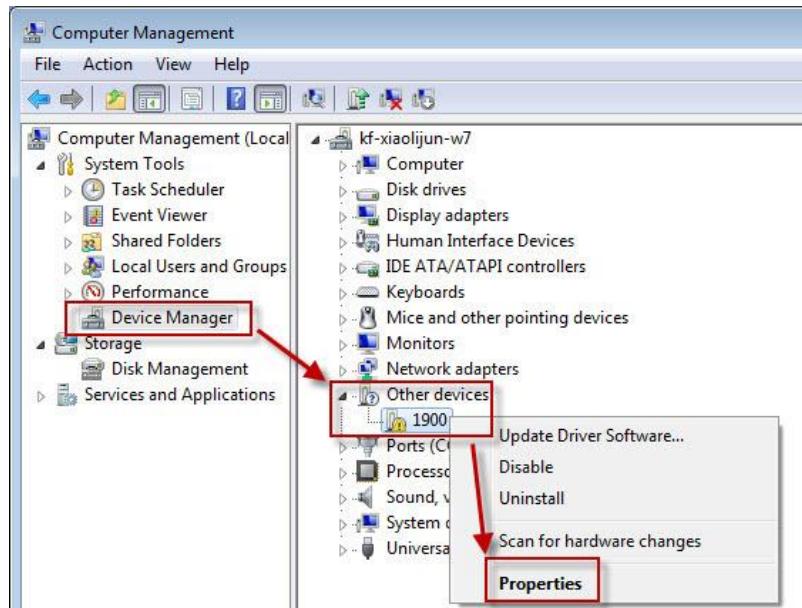 Computer Management
File Action View Help
Computer Management (Local
System Tools
Task Scheduler
Event Viewer
Shared Folders
Local Users and Groups
Performance
Device Manager
Storage
Disk Management
Services and Applications
kf-xiaolijun-w7
Computer
Disk drives
Display adapters
Human Interface Devices
IDE ATA/ATAPI controllers
Keyboards
Mice and other pointing devices
Monitors
Network adapters
Other devices
1900
Ports (C
Processo
Sound, v
System d
Universa
Update Driver Software...
Disable
Uninstall
Scan for hardware changes
Properties